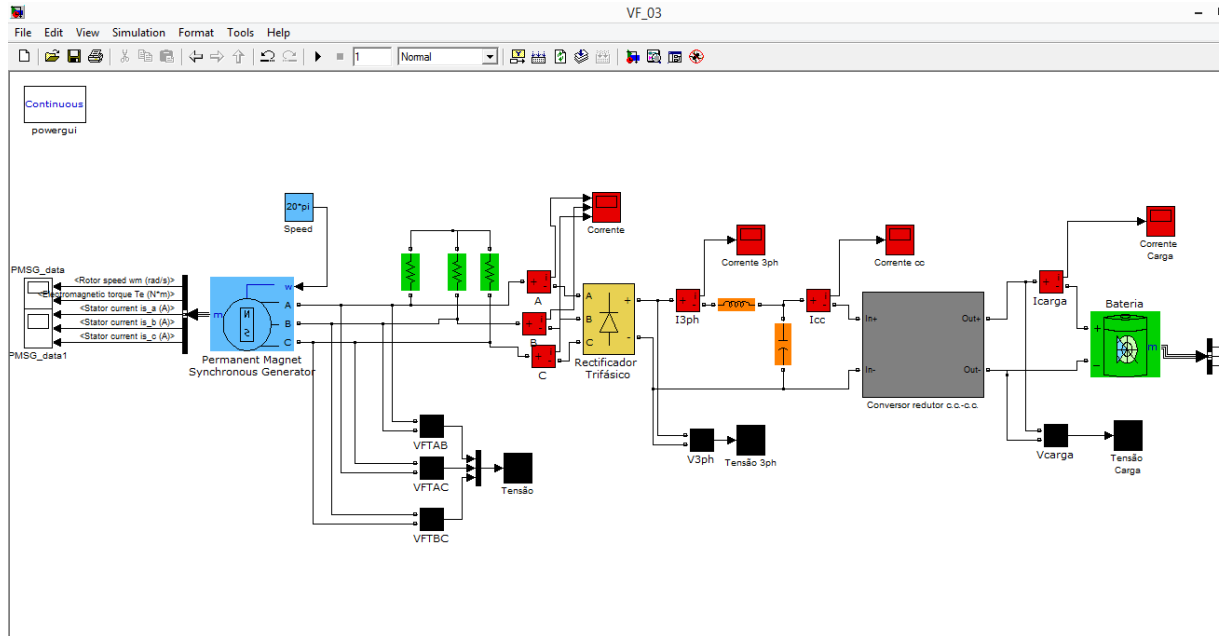 VF_03
File Edit View Simulation Format Tools Help
1
Normal
Continuous
powergui
20*pi
Speed
PMSG_data
<Rotor speed wm (rad/s)>
<Electromagnetic torque Te (N*m)>
<Stator current is_a (A)>
<Stator current is_b (A)>
<Stator current is_c (A)>
PMSG_data1
m
w
A
B
C
N
S
Permanent Magnet
Synchronous Generator
Corrente
A
B
C
A
B
C
+
-
Rectificador
Trifásico
Corrente 3ph
I3ph
Corrente cc
Icc
In+
In-
Out+
Out-
Conversor redutor c.c.-c.c.
Corrente
Carga
Icarga
Bateria
+
_
m
VFTAB
VFTAC
VFTBC
Tensão
V3ph
Tensão 3ph
Vcarga
Tensão
Carga